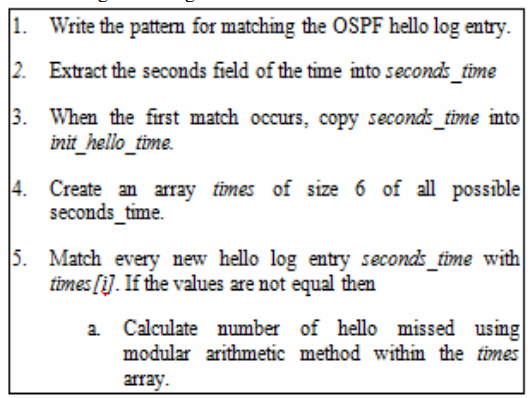 1. Write the pattern for matching the OSPF hello log entry.
2. Extract the seconds field of the time into seconds_time
3. When the first match occurs, copy seconds_time into
init_hello_time.
4. Create an array times of size 6 of all possible
seconds_time.
5. Match every new hello log entry seconds_time with
times[i]. If the values are not equal then
a. Calculate number of hello missed using
modular arithmetic method within the times
array.